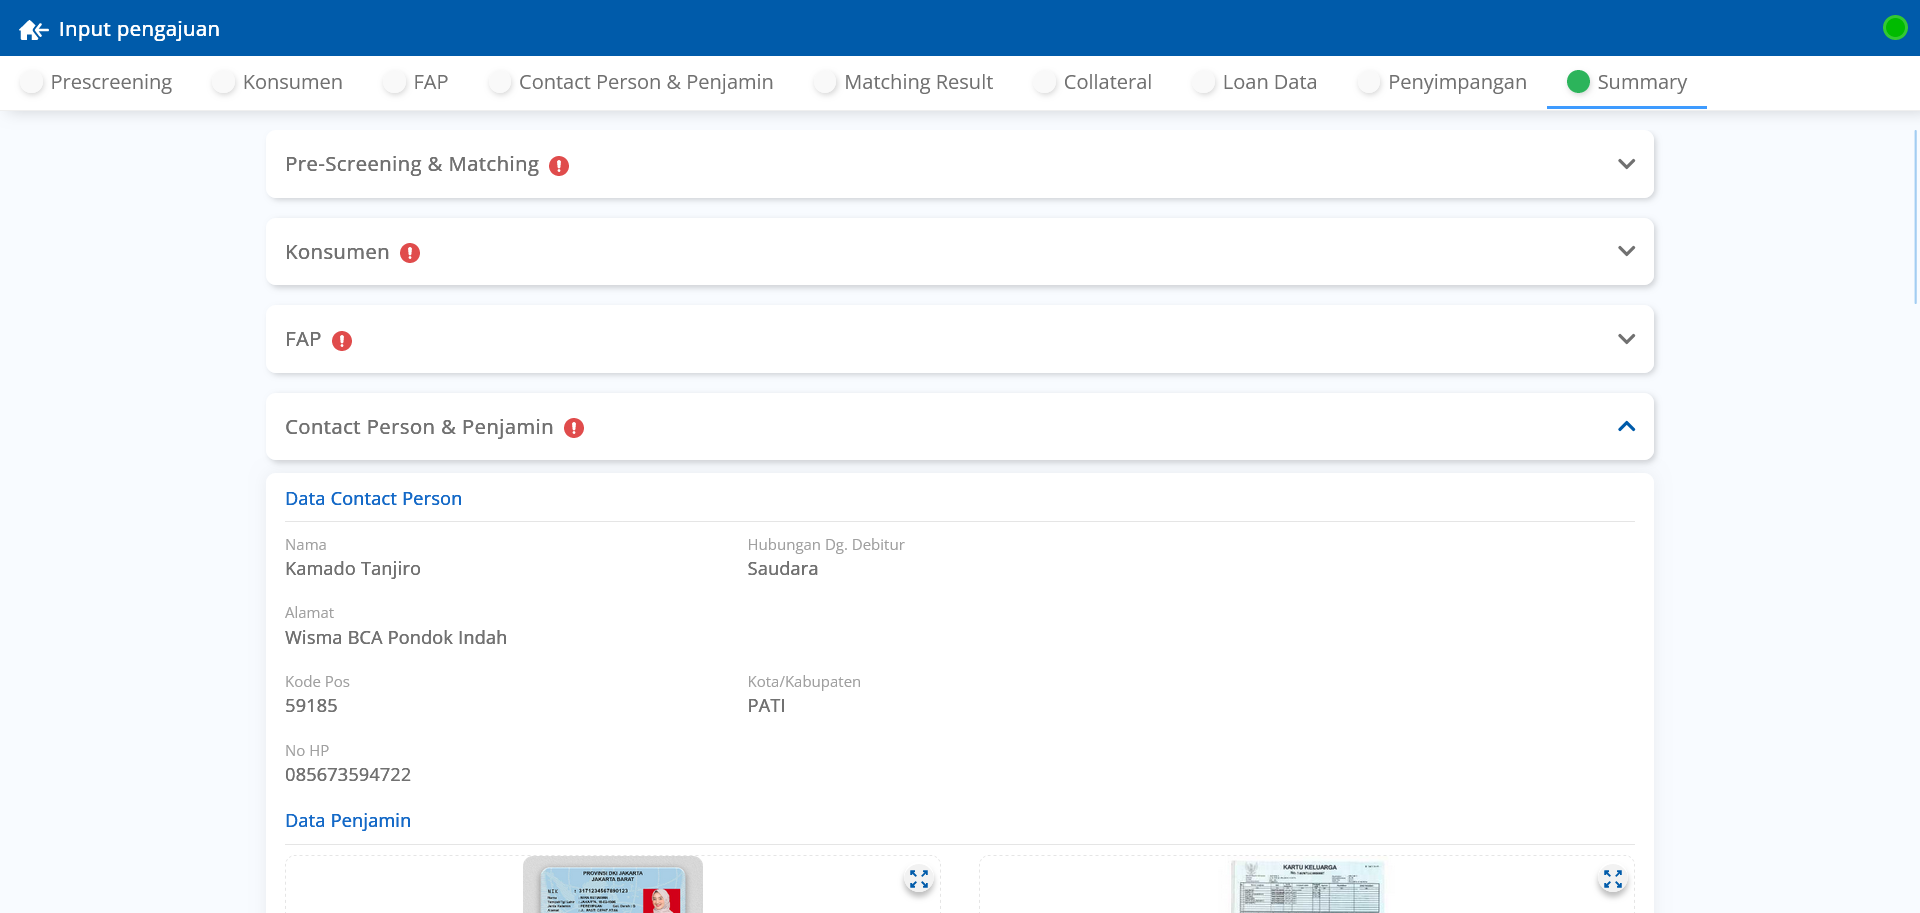 Input pengajuan
Prescreening Konsumen FAP Contact Person & Penjamin Matching Result Collateral Loan Data Penyimpangan Summary
Pre-Screening & Matching
Konsumen
FAP
Contact Person & Penjamin
Data Contact Person
Nama Hubungan Dg. Debitur
Kamado Tanjiro Saudara
Alamat
Wisma BCA Pondok Indah
Kode Pos Kota/Kabupaten
59185 PATI
No HP
085673594722
Data Penjamin
PROVINSI DKI JAKARTA
JAKARTA BARAT
NIK : 3171234567890123
KARTU KELUARGA